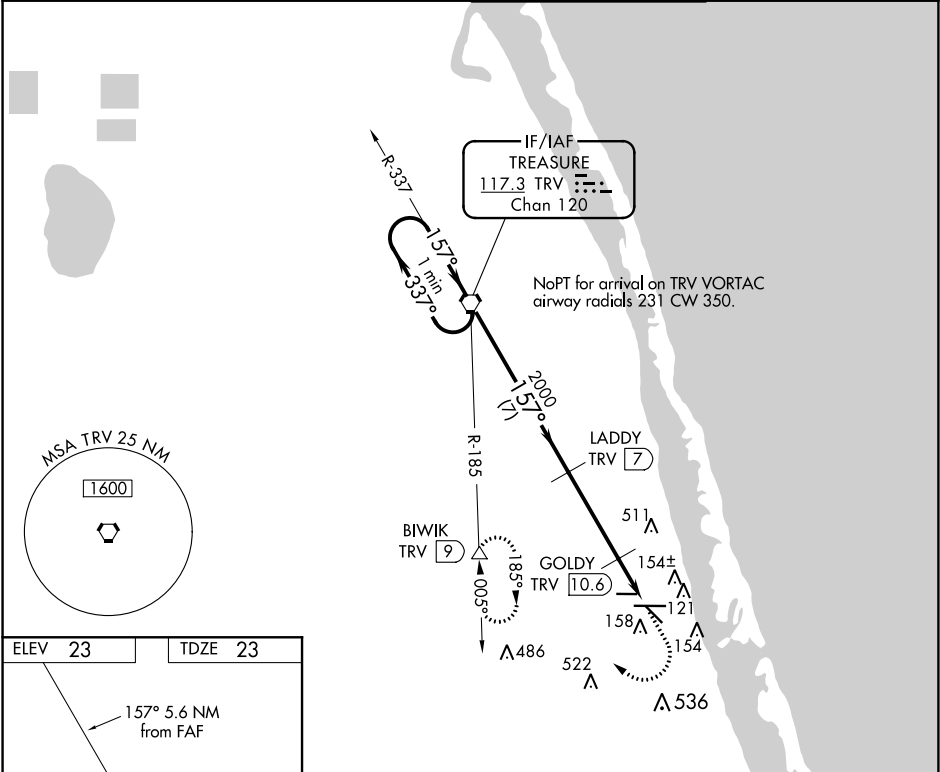 IF/IAF
TREASURE
117.3 TRV
Chan 120
R-337
157°
1 min
337°
NoPT for arrival on TRV VORTAC
airway radials 231 CW 350.
2000
157°
(7)
R-185
LADDY
TRV 7
MSA TRV 25 NM
1600
511
BIWIK
TRV 9
185°
005°
GOLDY
TRV 10.6
154±
121
158
154
486
522
536
ELEV 23
TDZE 23
157° 5.6 NM
from FAF